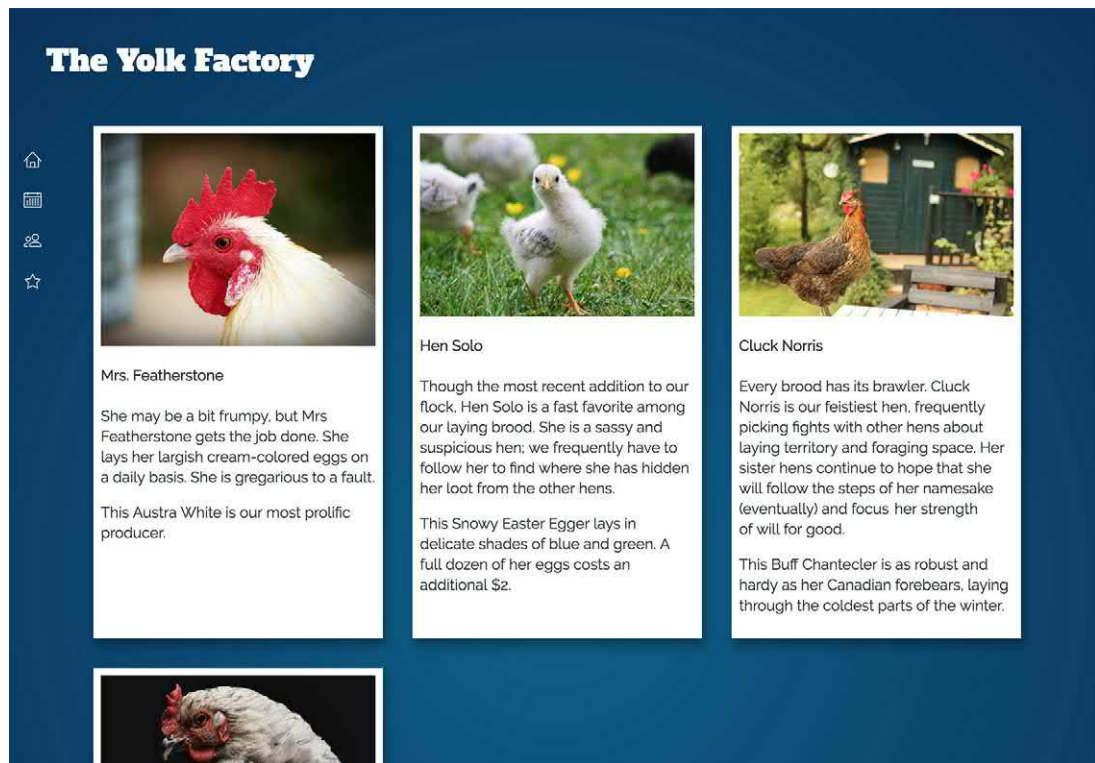 The Yolk Factory
Mrs. Featherstone
She may be a bit frumpy, but Mrs
Featherstone gets the job done. She
lays her largish cream-colored eggs on
a daily basis. She is gregarious to a fault.
This Austra White is our most prolific
producer.
Hen Solo
Though the most recent addition to our
flock, Hen Solo is a fast favorite among
our laying brood. She is a sassy and
suspicious hen; we frequently have to
follow her to find where she has hidden
her loot from the other hens.
This Snowy Easter Egger lays in
delicate shades of blue and green. A
full dozen of her eggs costs an
additional $2.
Cluck Norris
Every brood has its brawler. Cluck
Norris is our feistiest hen, frequently
picking fights with other hens about
laying territory and foraging space. Her
sister hens continue to hope that she
will follow the steps of her namesake
(eventually) and focus her strength
of will for good.
This Buff Chantecler is as robust and
hardy as her Canadian forebears, laying
through the coldest parts of the winter.